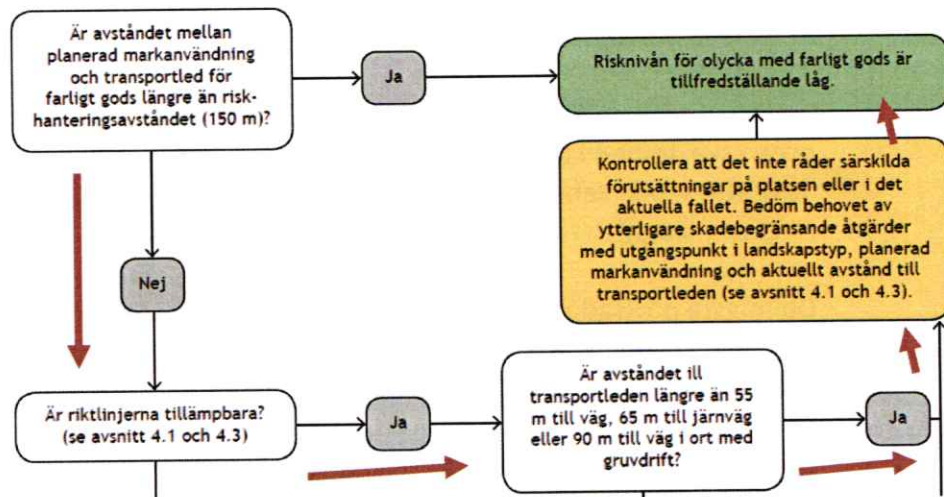 Är avståndet mellan
planerad markanvändning
och transportled för
farligt gods längre än risk-
hanteringsavståndet (150 m)?
Ja
Risknivån för olycka med farligt gods är
tillfredställande låg.
Kontrollera att det inte råder särskilda
förutsättningar på platsen eller i det
aktuella fallet. Bedöm behovet av
ytterligare skadebegränsande åtgärder
med utgångspunkt i landskapstyp, planerad
markanvändning och aktuellt avstånd till
transportleden (se avsnitt 4.1 och 4.3).
Nej
Är riktlinjerna tillämpbara?
(se avsnitt 4.1 och 4.3)
Ja
Är avståndet ill
transportleden längre än 55
m till väg, 65 m till järnväg
eller 90 m till väg i ort med
gruvdrift?
Ja